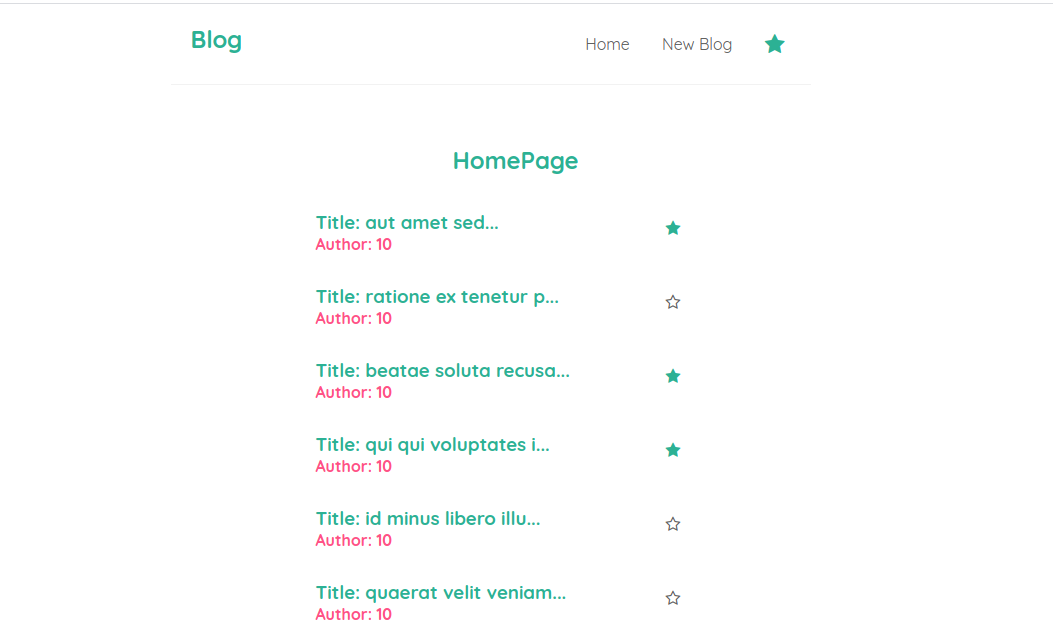 Blog
Home New Blog
HomePage
Title: aut amet sed...
Author: 10
Title: ratione ex tenetur p...
Author: 10
Title: beatae soluta recusa...
Author: 10
Title: qui qui voluptates i...
Author: 10
Title: id minus libero illu...
Author: 10
Title: quaerat velit veniam...
Author: 10